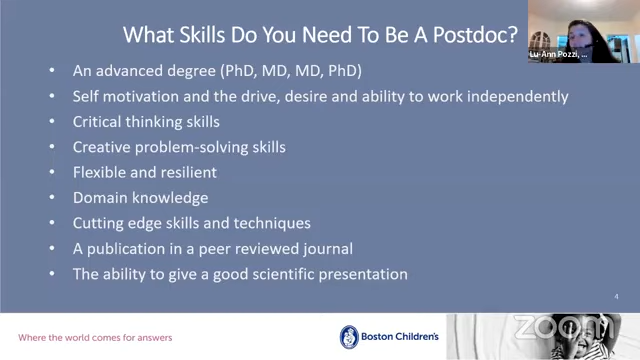 What Skills Do You Need To Be A Postdoc?
• An advanced degree (PhD, MD, MD, PhD)
• Self motivation and the drive, desire and ability to work independently
• Critical thinking skills
• Creative problem-solving skills
• Flexible and resilient
• Domain knowledge
• Cutting edge skills and techniques
• A publication in a peer reviewed journal
• The ability to give a good scientific presentation
Lu-Ann Pozzi, ...
4
Where the world comes for answers
Boston Children's
zoom